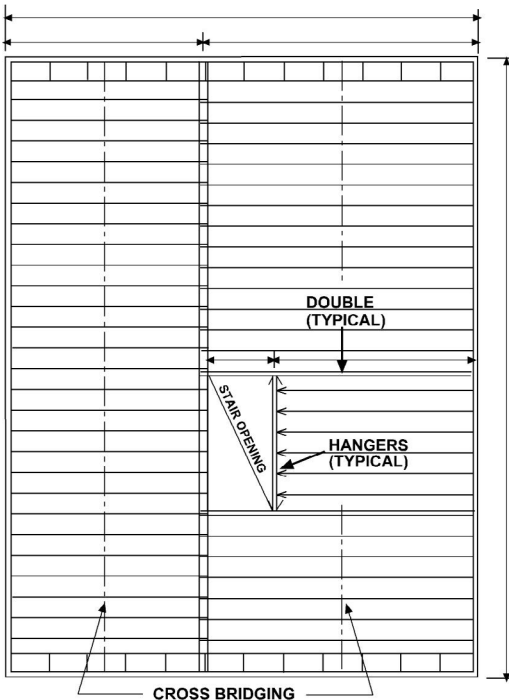 DOUBLE
(TYPICAL)
STAIR OPENING
HANGERS
(TYPICAL)
CROSS BRIDGING